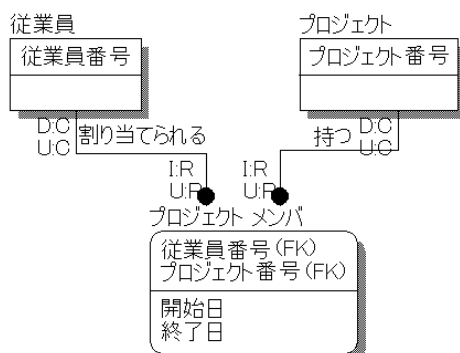 従業員
従業員番号
プロジェクト
プロジェクト番号
D:C
U:C
割り当てられる
I:R
U:R
持つ
D:C
U:C
I:R
U:R
プロジェクト メンバ
従業員番号(FK)
プロジェクト番号(FK)
開始日
終了日